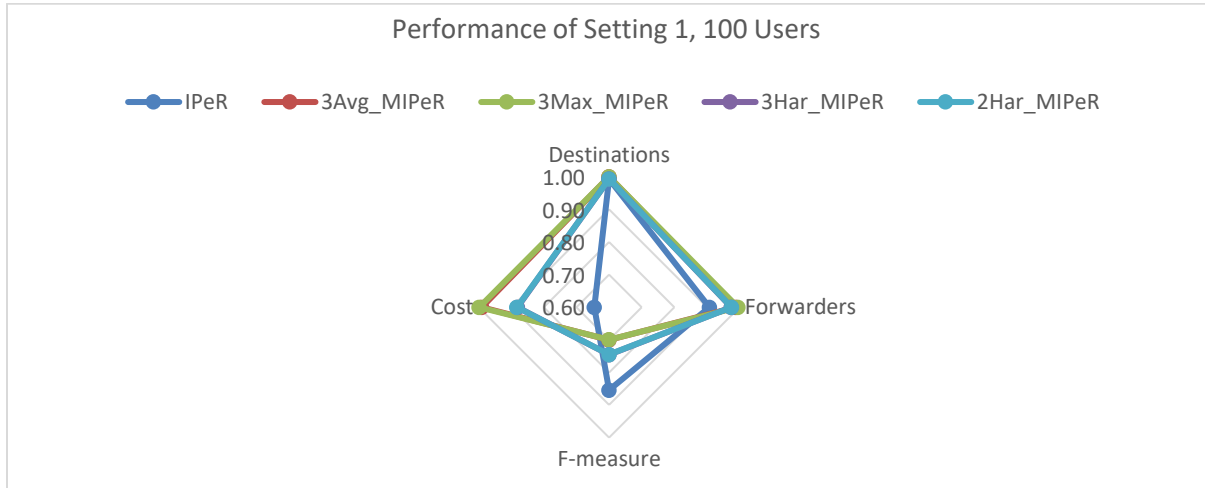 Performance of Setting 1, 100 Users
IPeR 3Avg_MIPeR 3Max_MIPeR 3Har_MIPeR 2Har_MIPeR
Destinations
1.00
0.90
0.80
0.70
Cost 0.60 Forwarders
F-measure